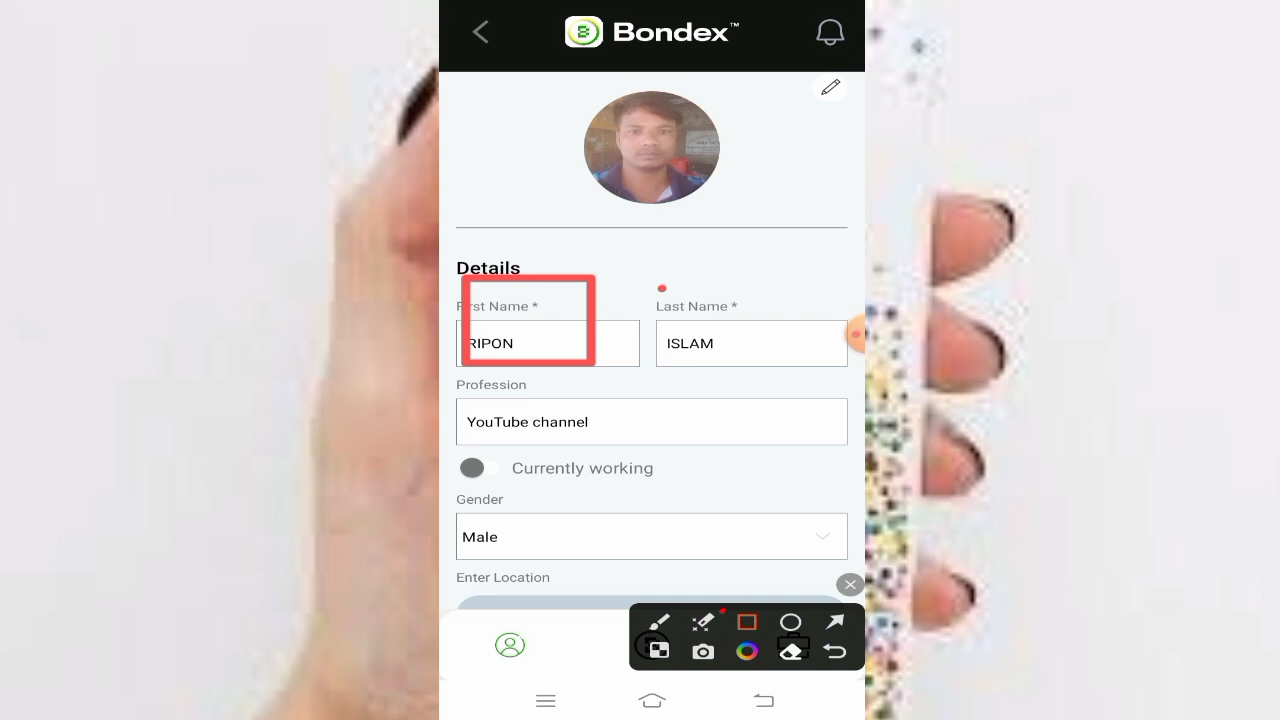 Bondex™
Details
First Name *
Last Name *
RIPON
ISLAM
Profession
YouTube channel
Currently working
Gender
Male
Enter Location